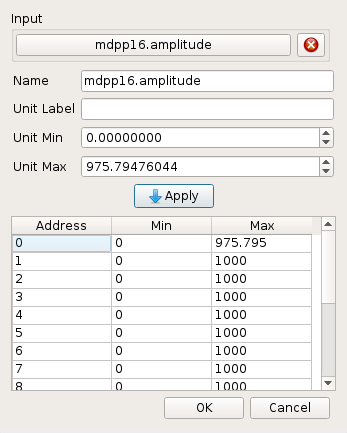 Input
mdpp16.amplitude
Name mdpp16.amplitude
Unit Label
Unit Min 0.00000000
Unit Max 975.79476044
Apply
Address Min Max
0 0 975.795
1 0 1000
2 0 1000
3 0 1000
4 0 1000
5 0 1000
6 0 1000
7 0 1000
8 0 1000
OK Cancel